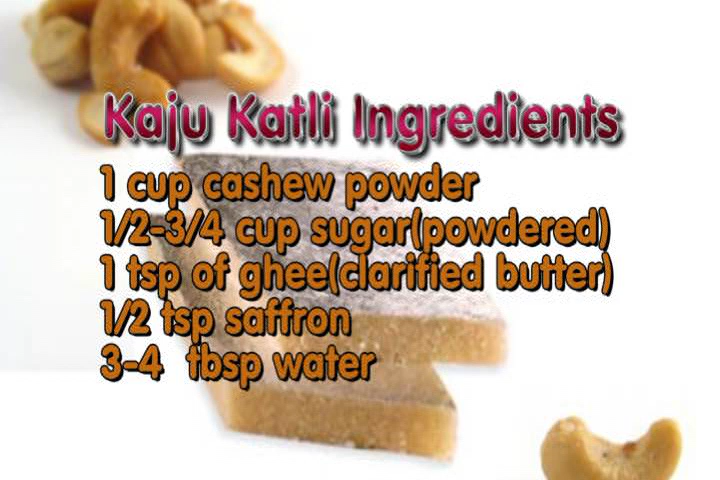 Kaju Katli Ingredients
1 cup cashew powder
1/2-3/4 cup sugar(powdered)
1 tsp of ghee(clarified butter)
1/2 tsp saffron
3-4 tbsp water